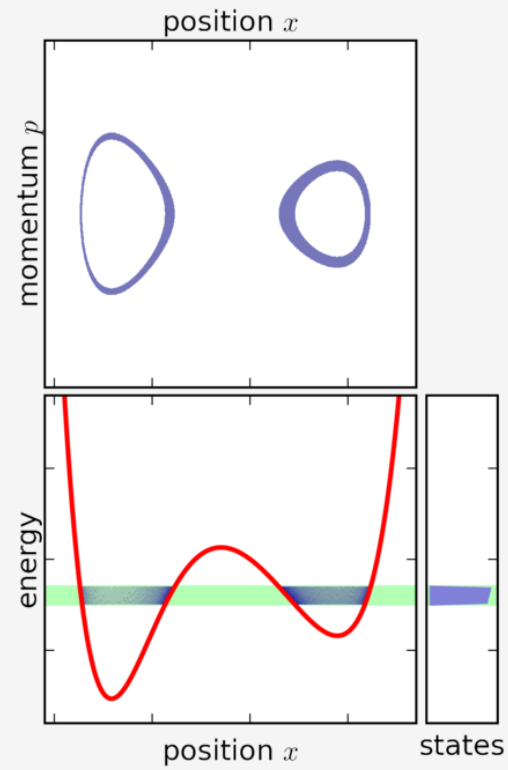 position x
momentum p
energy
position x
states